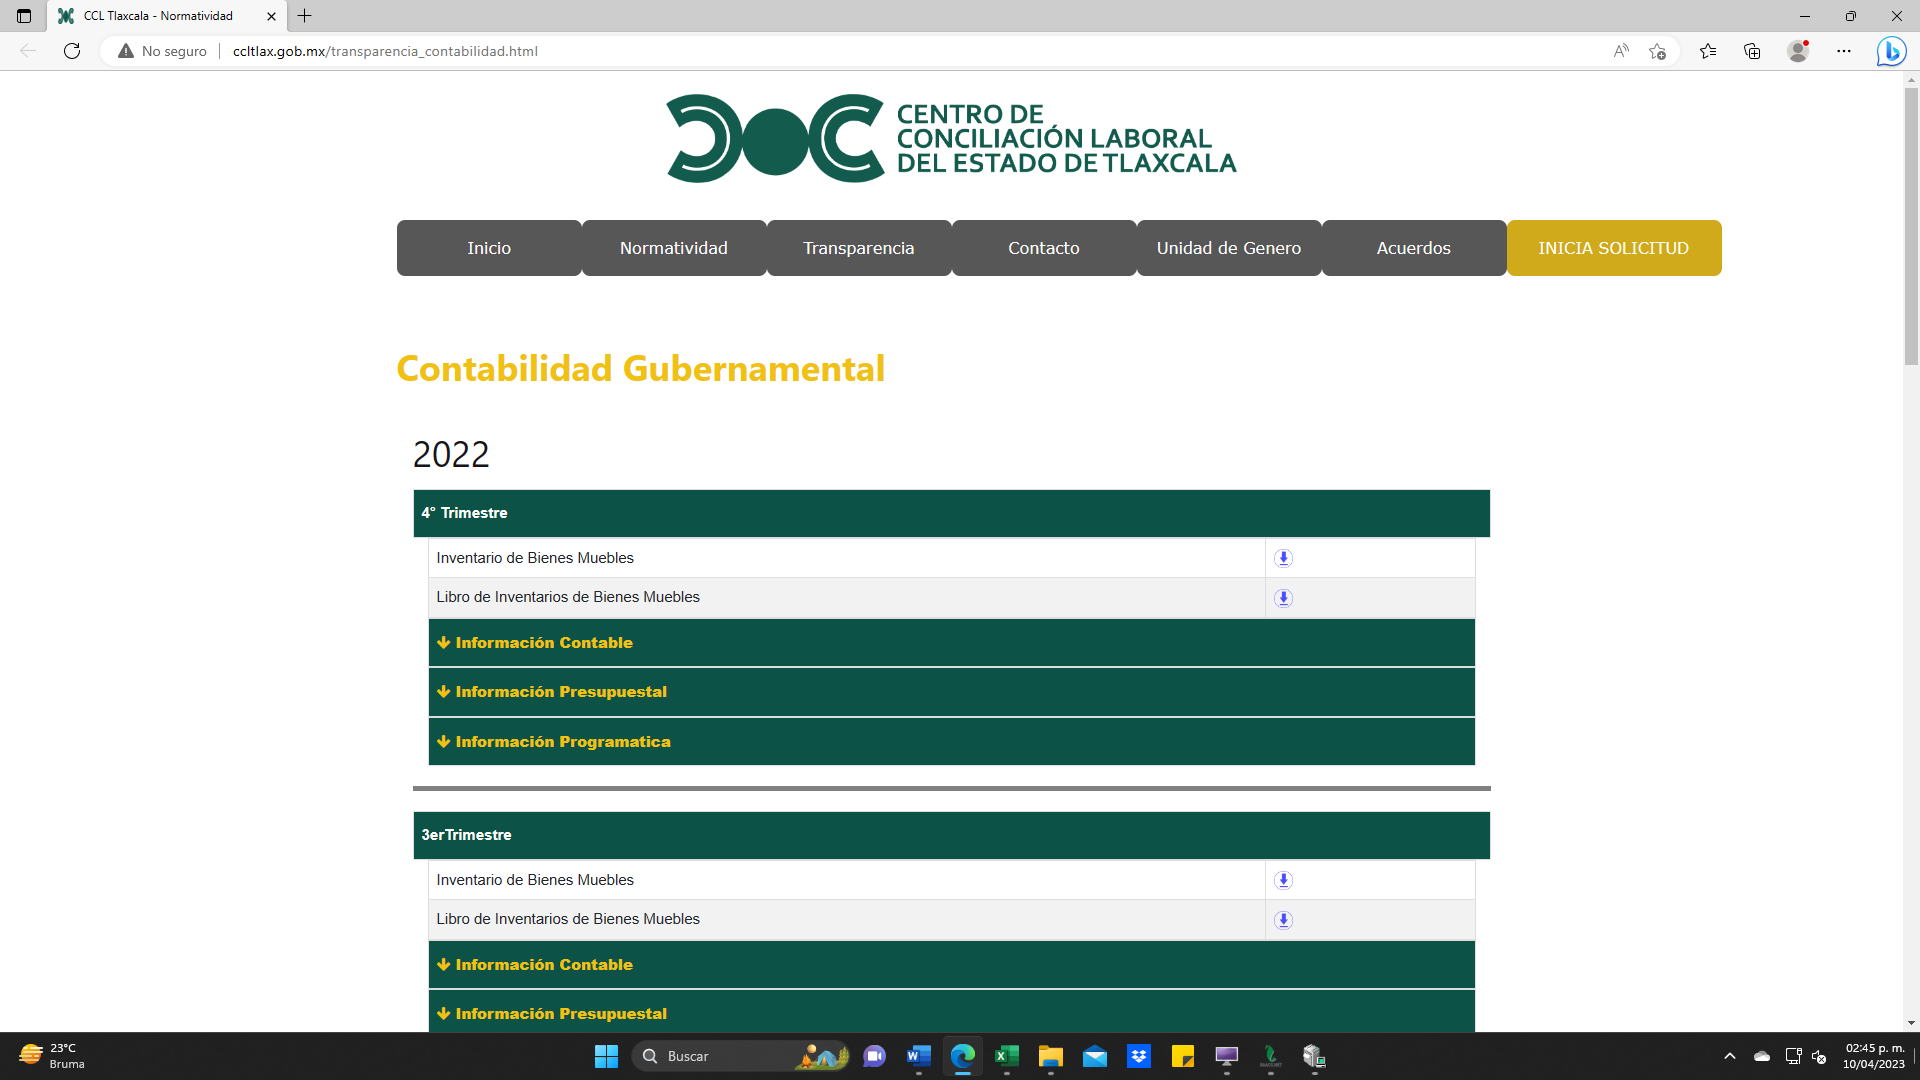 CCL Tlaxcala - Normatividad
No seguro
ccltlax.gob.mx/transparencia_contabilidad.html
CENTRO DE
CONCILIACIÓN LABORAL
DEL ESTADO DE TLAXCALA
Inicio
Normatividad
Transparencia
Contacto
Unidad de Genero
Acuerdos
INICIA SOLICITUD
Contabilidad Gubernamental
2022
4° Trimestre
Inventario de Bienes Muebles
Libro de Inventarios de Bienes Muebles
Información Contable
Información Presupuestal
Información Programatica
3erTrimestre
Inventario de Bienes Muebles
Libro de Inventarios de Bienes Muebles
Información Contable
Información Presupuestal
23°C
Bruma
Buscar
02:45 p. m.
10/04/2023